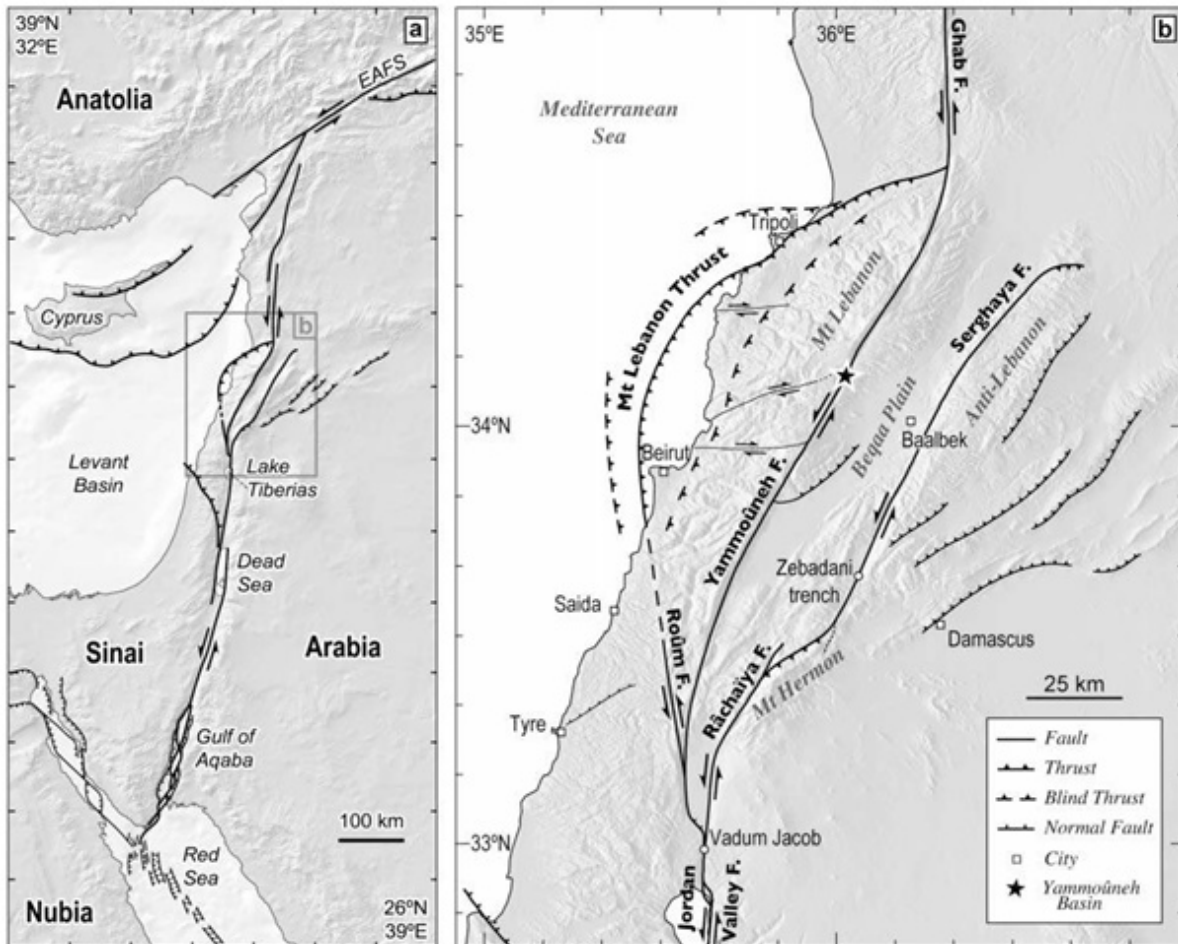 39ºN
32ºE
a
EAFS
Anatolia
Cyprus
b
Levant
Basin
Lake
Tiberias
Dead
Sea
Sinai
Arabia
Gulf of
Aqaba
100 km
Red
Sea
Nubia
26ºN
39ºE
35ºE
36ºE
b
Ghab F.
Mediterranean
Sea
Tripoli
Mt Lebanon Thrust
Mt Lebanon
Serghaya F.
Anti-Lebanon
34ºN
Beqaa Plain
Baalbek
Beirut
Yammoûneh F.
Zebadani
trench
Saida
Roûm F.
Damascus
Râchaïya F.
Mt Hermon
25 km
Tyre
Fault
Thrust
Blind Thrust
Normal Fault
City
Yammoûneh
Basin
33ºN
Vadum Jacob
Jordan
Valley F.